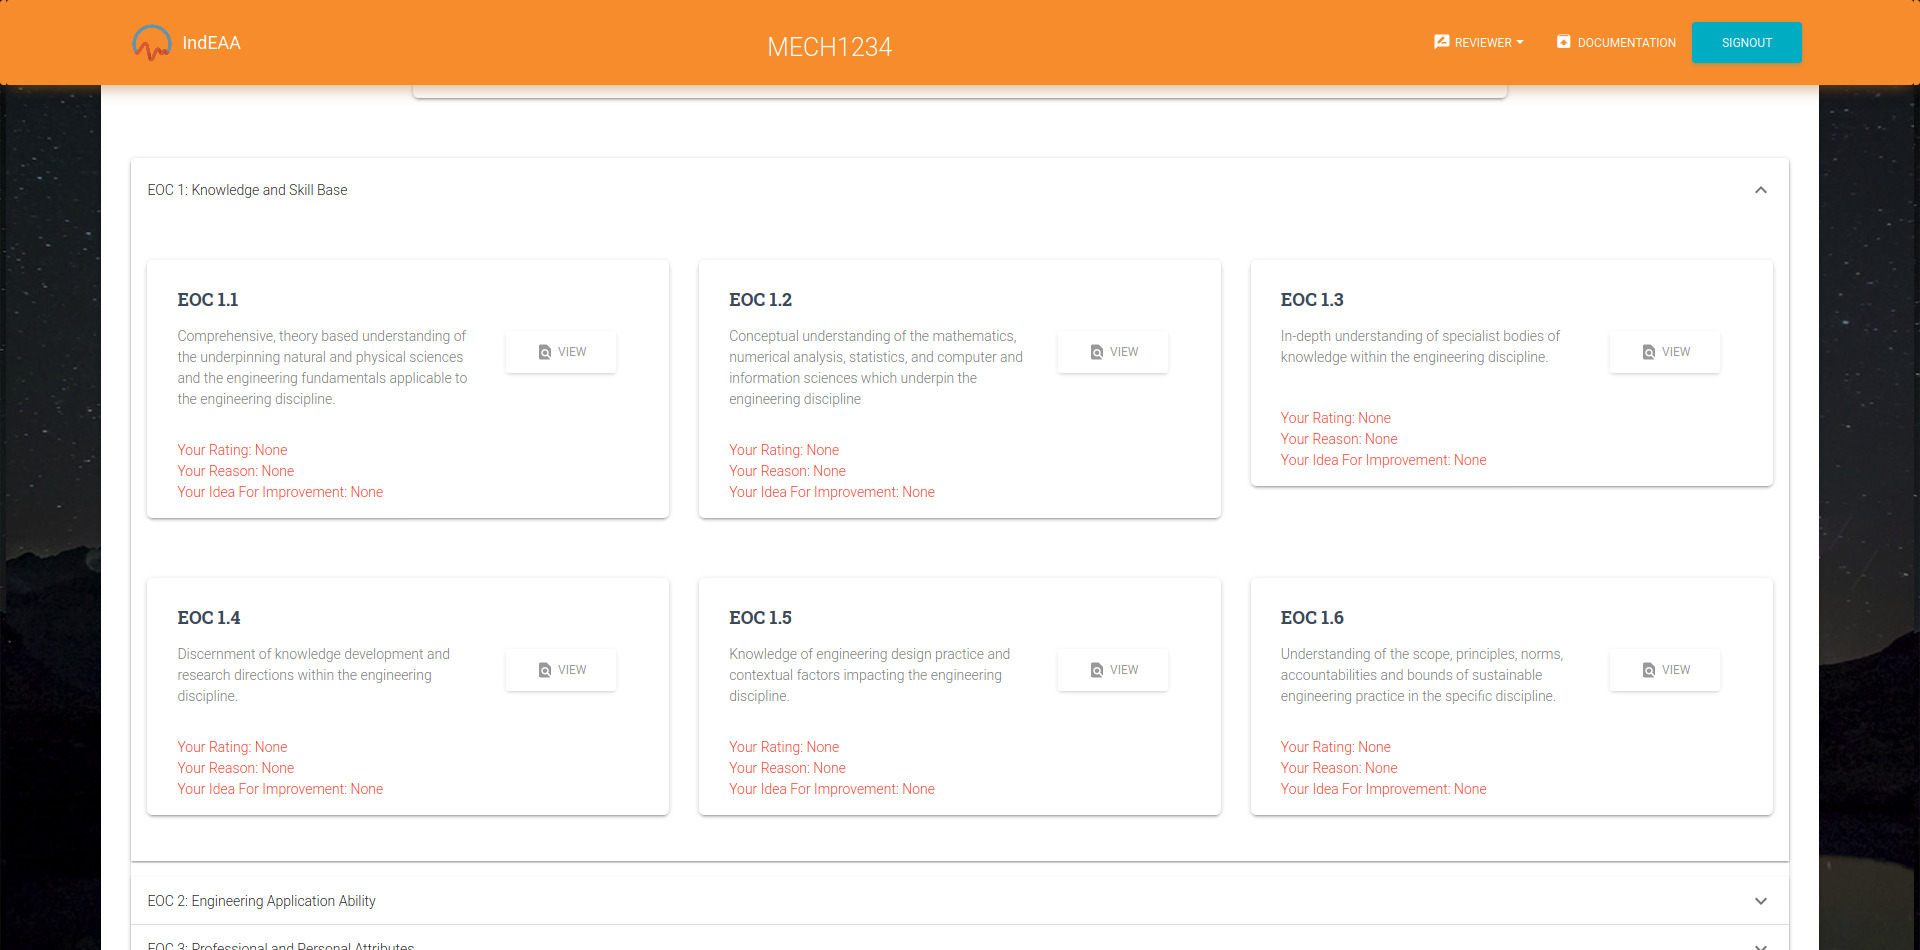 IndEAA
MECH1234
REVIEWER
DOCUMENTATION
SIGNOUT
EOC 1: Knowledge and Skill Base
EOC 1.1
Comprehensive, theory based understanding of
the underpinning natural and physical sciences
and the engineering fundamentals applicable to
the engineering discipline.
VIEW
Your Rating: None
Your Reason: None
Your Idea For Improvement: None
EOC 1.2
Conceptual understanding of the mathematics,
numerical analysis, statistics, and computer and
information sciences which underpin the
engineering discipline
VIEW
Your Rating: None
Your Reason: None
Your Idea For Improvement: None
EOC 1.3
In-depth understanding of specialist bodies of
knowledge within the engineering discipline.
VIEW
Your Rating: None
Your Reason: None
Your Idea For Improvement: None
EOC 1.4
Discernment of knowledge development and
research directions within the engineering
discipline.
VIEW
Your Rating: None
Your Reason: None
Your Idea For Improvement: None
EOC 1.5
Knowledge of engineering design practice and
contextual factors impacting the engineering
discipline.
VIEW
Your Rating: None
Your Reason: None
Your Idea For Improvement: None
EOC 1.6
Understanding of the scope, principles, norms,
accountabilities and bounds of sustainable
engineering practice in the specific discipline.
VIEW
Your Rating: None
Your Reason: None
Your Idea For Improvement: None
EOC 2: Engineering Application Ability
EOC 3: Professional and Personal Attributes